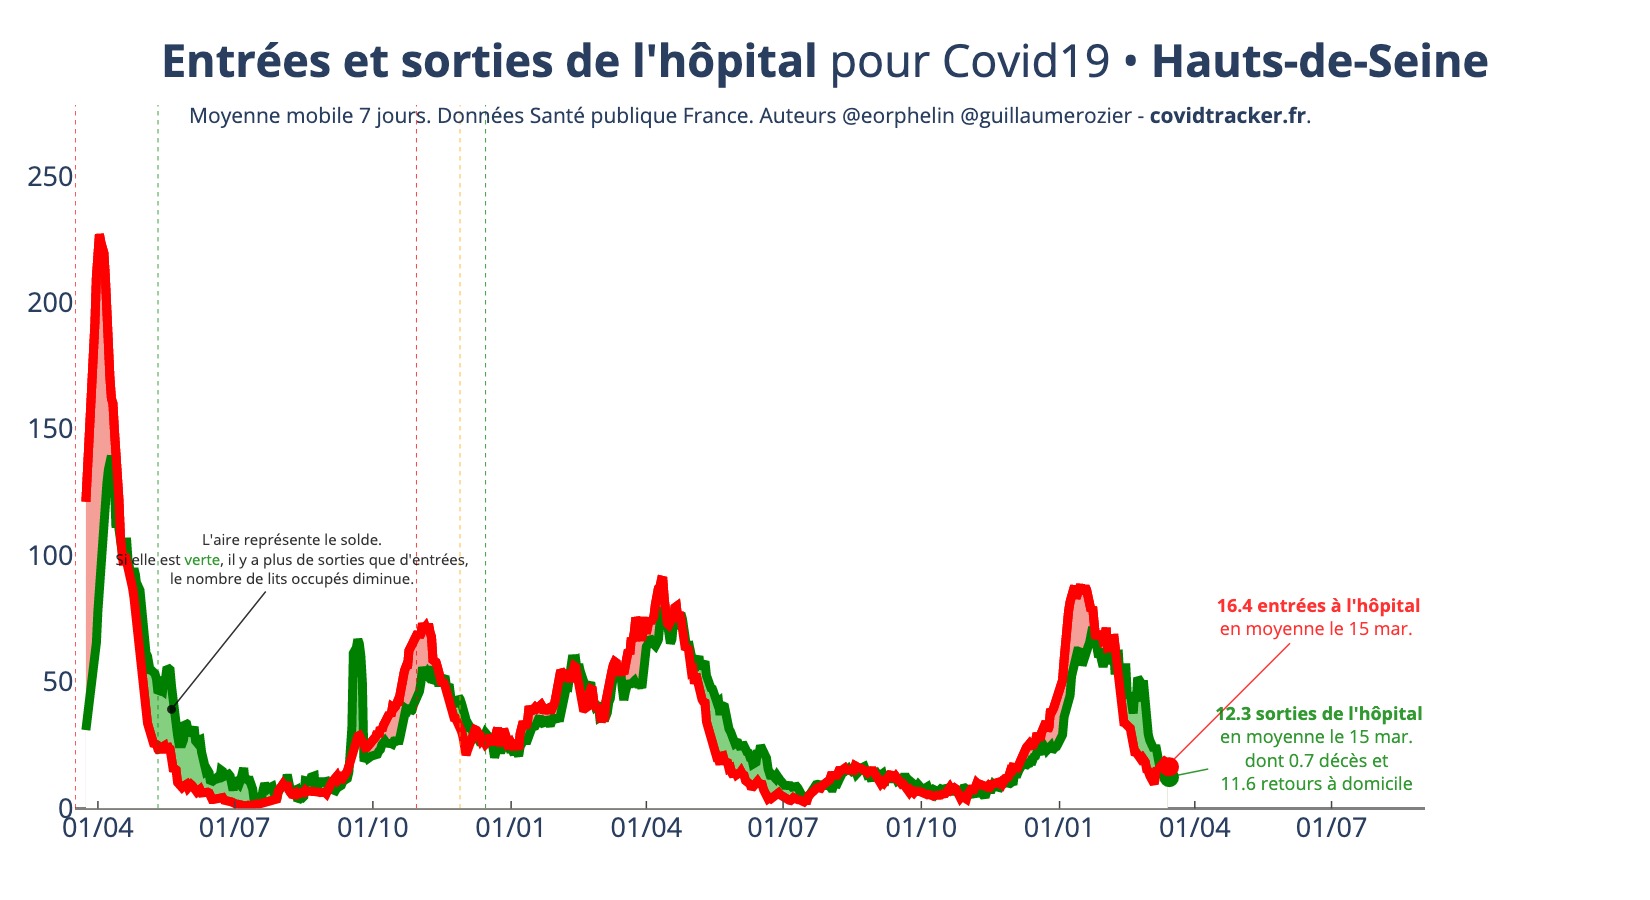 Entrées et sorties de l'hôpital pour Covid19 • Hauts-de-Seine
Moyenne mobile 7 jours. Données Santé publique France. Auteurs @eorphelin @guillaumerozier - covidtracker.fr.
250
200
150
100
50
0
L'aire représente le solde.
Si elle est verte, il y a plus de sorties que d'entrées,
le nombre de lits occupés diminue.
16.4 entrées à l'hôpital
en moyenne le 15 mar.
12.3 sorties de l'hôpital
en moyenne le 15 mar.
dont 0.7 décès et
11.6 retours à domicile
01/04 01/07 01/10 01/01 01/04 01/07 01/10 01/01 01/04 01/07